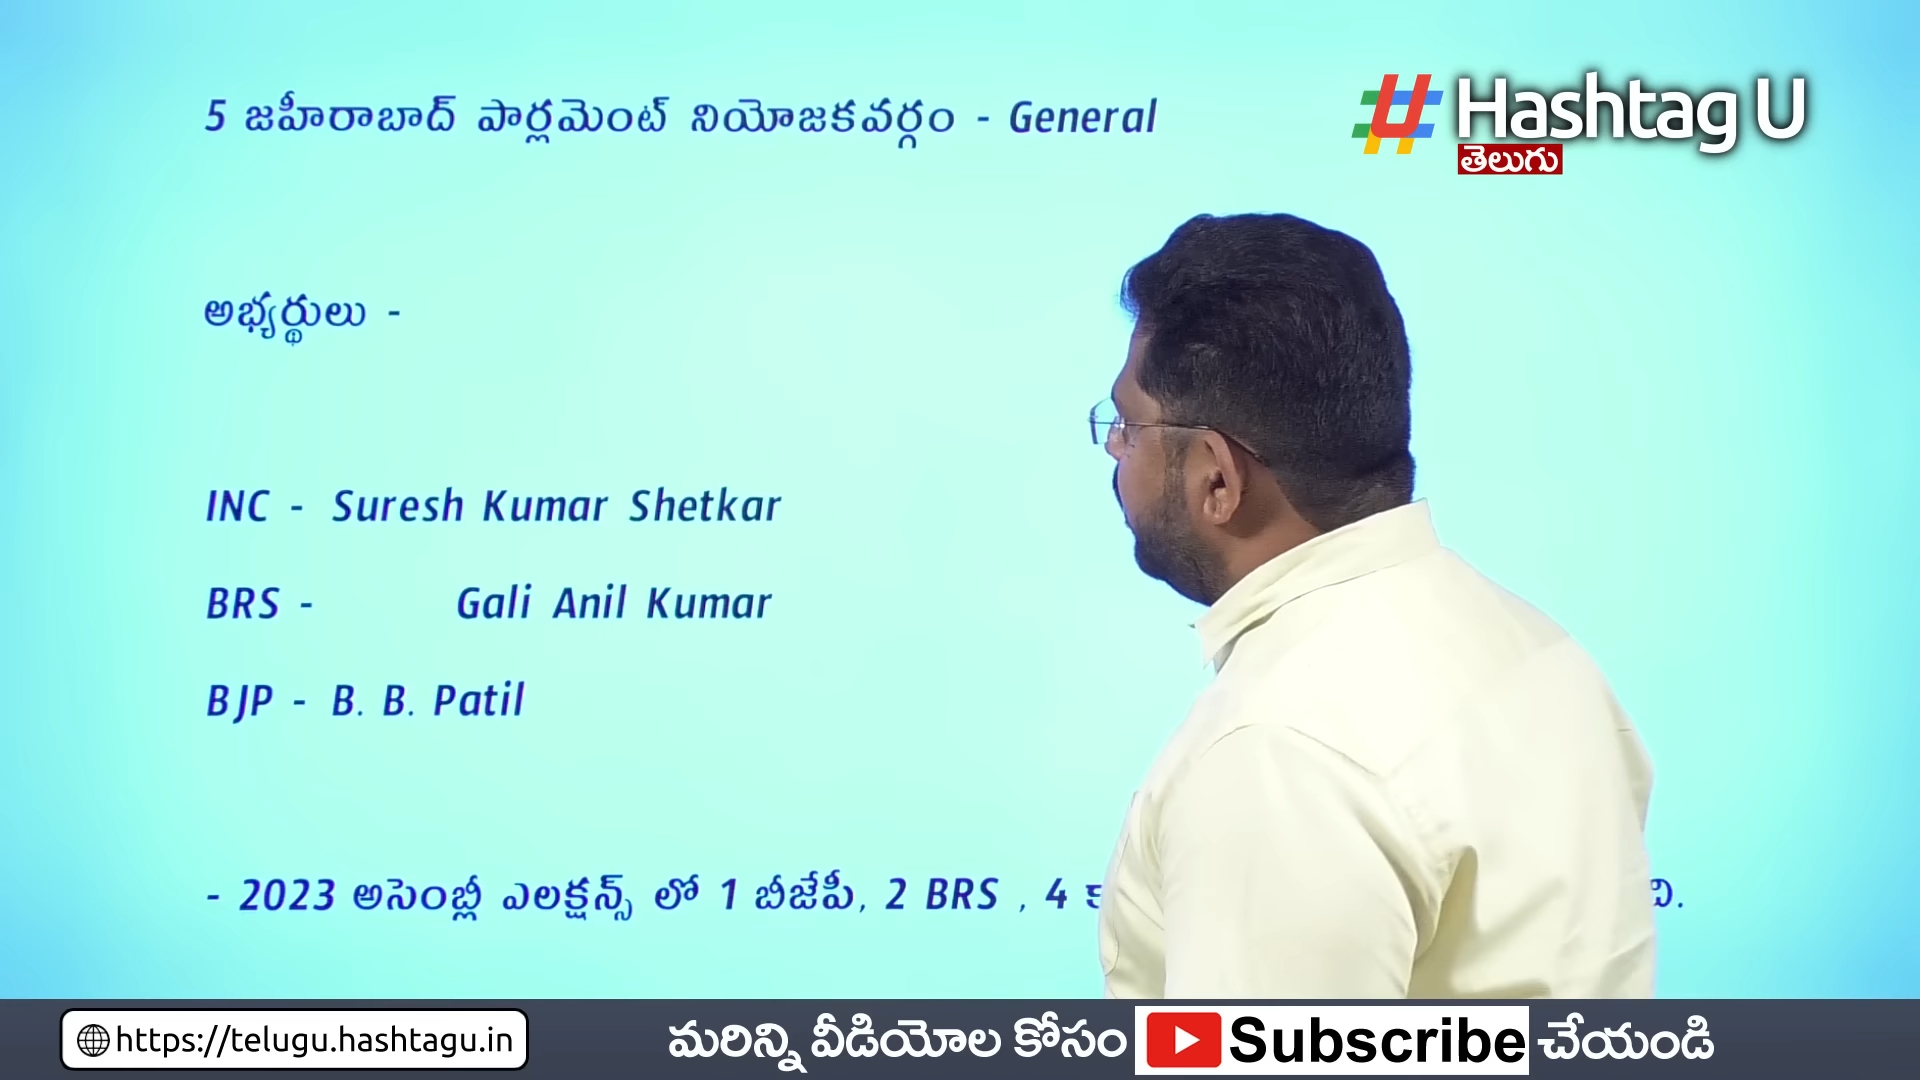 5 జహీరాబాద్ పార్లమెంట్ నియోజకవర్గం - General
# Hashtag U
తెలుగు
అభ్యర్థులు -
INC - Suresh Kumar Shetkar
BRS - Gali Anil Kumar
BJP - B. B. Patil
- 2023 అసెంబ్లీ ఎలక్షన్స్ లో 1 బీజేపీ, 2 BRS , 4
https://telugu.hashtagu.in
మరిన్ని వీడియోల కోసం Subscribe చేయండి